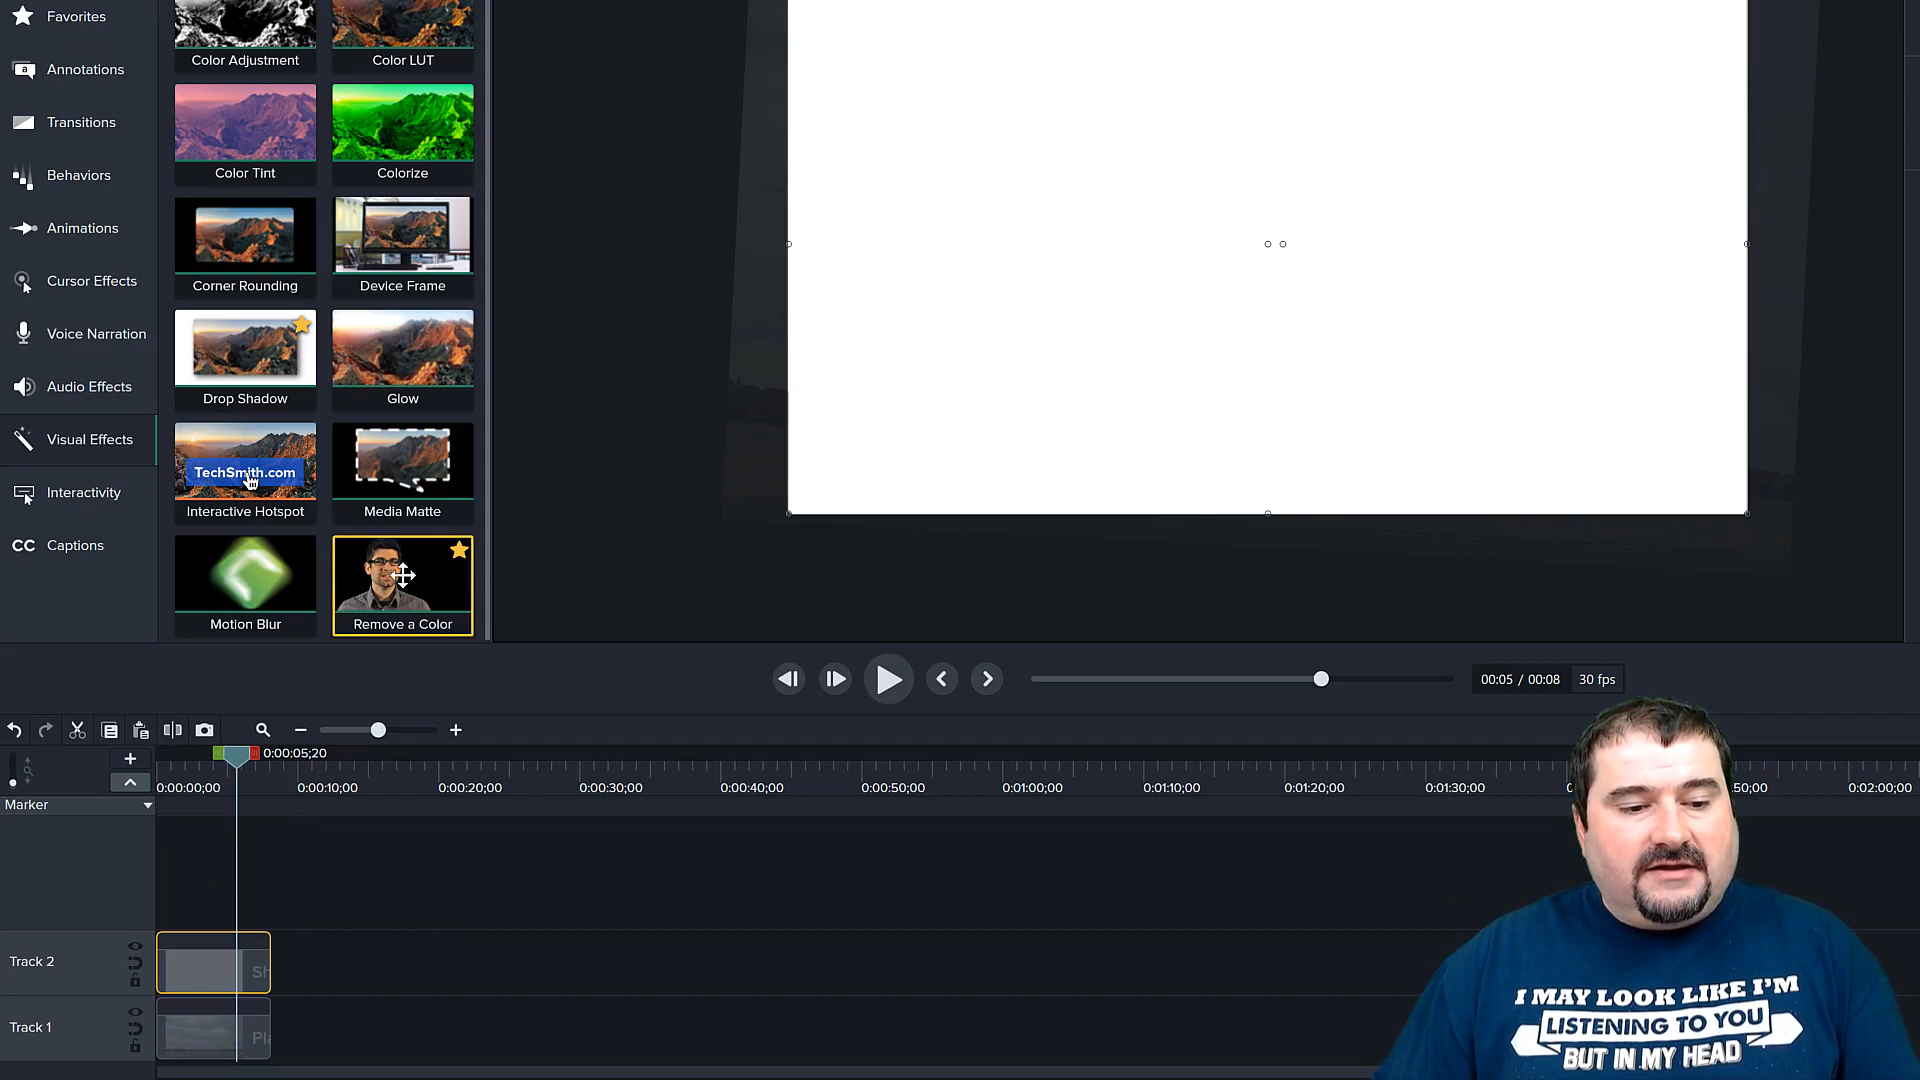 Favorites
Annotations
Transitions
Behaviors
Animations
Cursor Effects
Voice Narration
Audio Effects
Visual Effects
Interactivity
CC Captions
Color Adjustment
Color LUT
Color Tint
Colorize
Corner Rounding
Device Frame
Drop Shadow
Glow
TechSmith.com
Interactive Hotspot
Media Matte
Motion Blur
Remove a Color
00:05 / 00:08
30 fps
0:00:05;20
0:00:00;00
0:00:10;00
0:00:20;00
0:00:30;00
0:00:40;00
0:00:50;00
0:01:00;00
0:01:10;00
0:01:20;00
0:01:30;00
50;00
0:02:00;00
Marker
Track 2
Sh
Track 1
Pla
I MAY LOOK LIKE I'M
LISTENING TO YOU
BUT IN MY HEAD